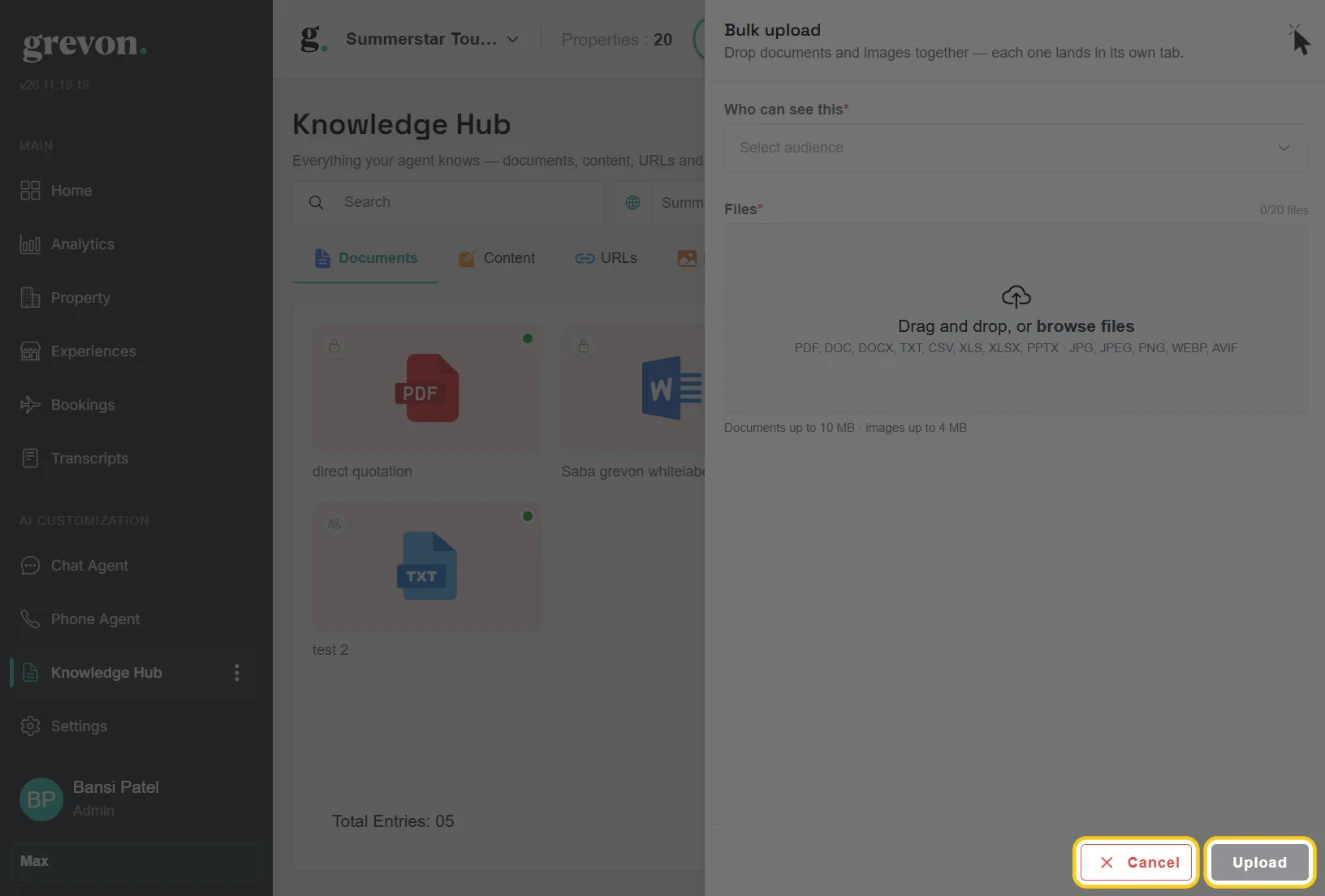 grevon.
v26.11.19.19
MAIN
Home
Analytics
Property
Experiences
Bookings
Transcripts
AI CUSTOMIZATION
Chat Agent
Phone Agent
Knowledge Hub
Settings
BP
Bansi Patel
Admin
Max
g.
Summerstar Tou...
Properties : 20
Knowledge Hub
Everything your agent knows — documents, content, URLs and
Search
Summ
Documents
Content
URLs
PDF
direct quotation
W
Saba grevon whitelabe
TXT
test 2
Total Entries: 05
Bulk upload
Drop documents and images together — each one lands in its own tab.
Who can see this*
Select audience
Files*
0/20 files
Drag and drop, or browse files
PDF, DOC, DOCX, TXT, CSV, XLS, XLSX, PPTX · JPG, JPEG, PNG, WEBP, AVIF
Documents up to 10 MB · images up to 4 MB
Cancel
Upload